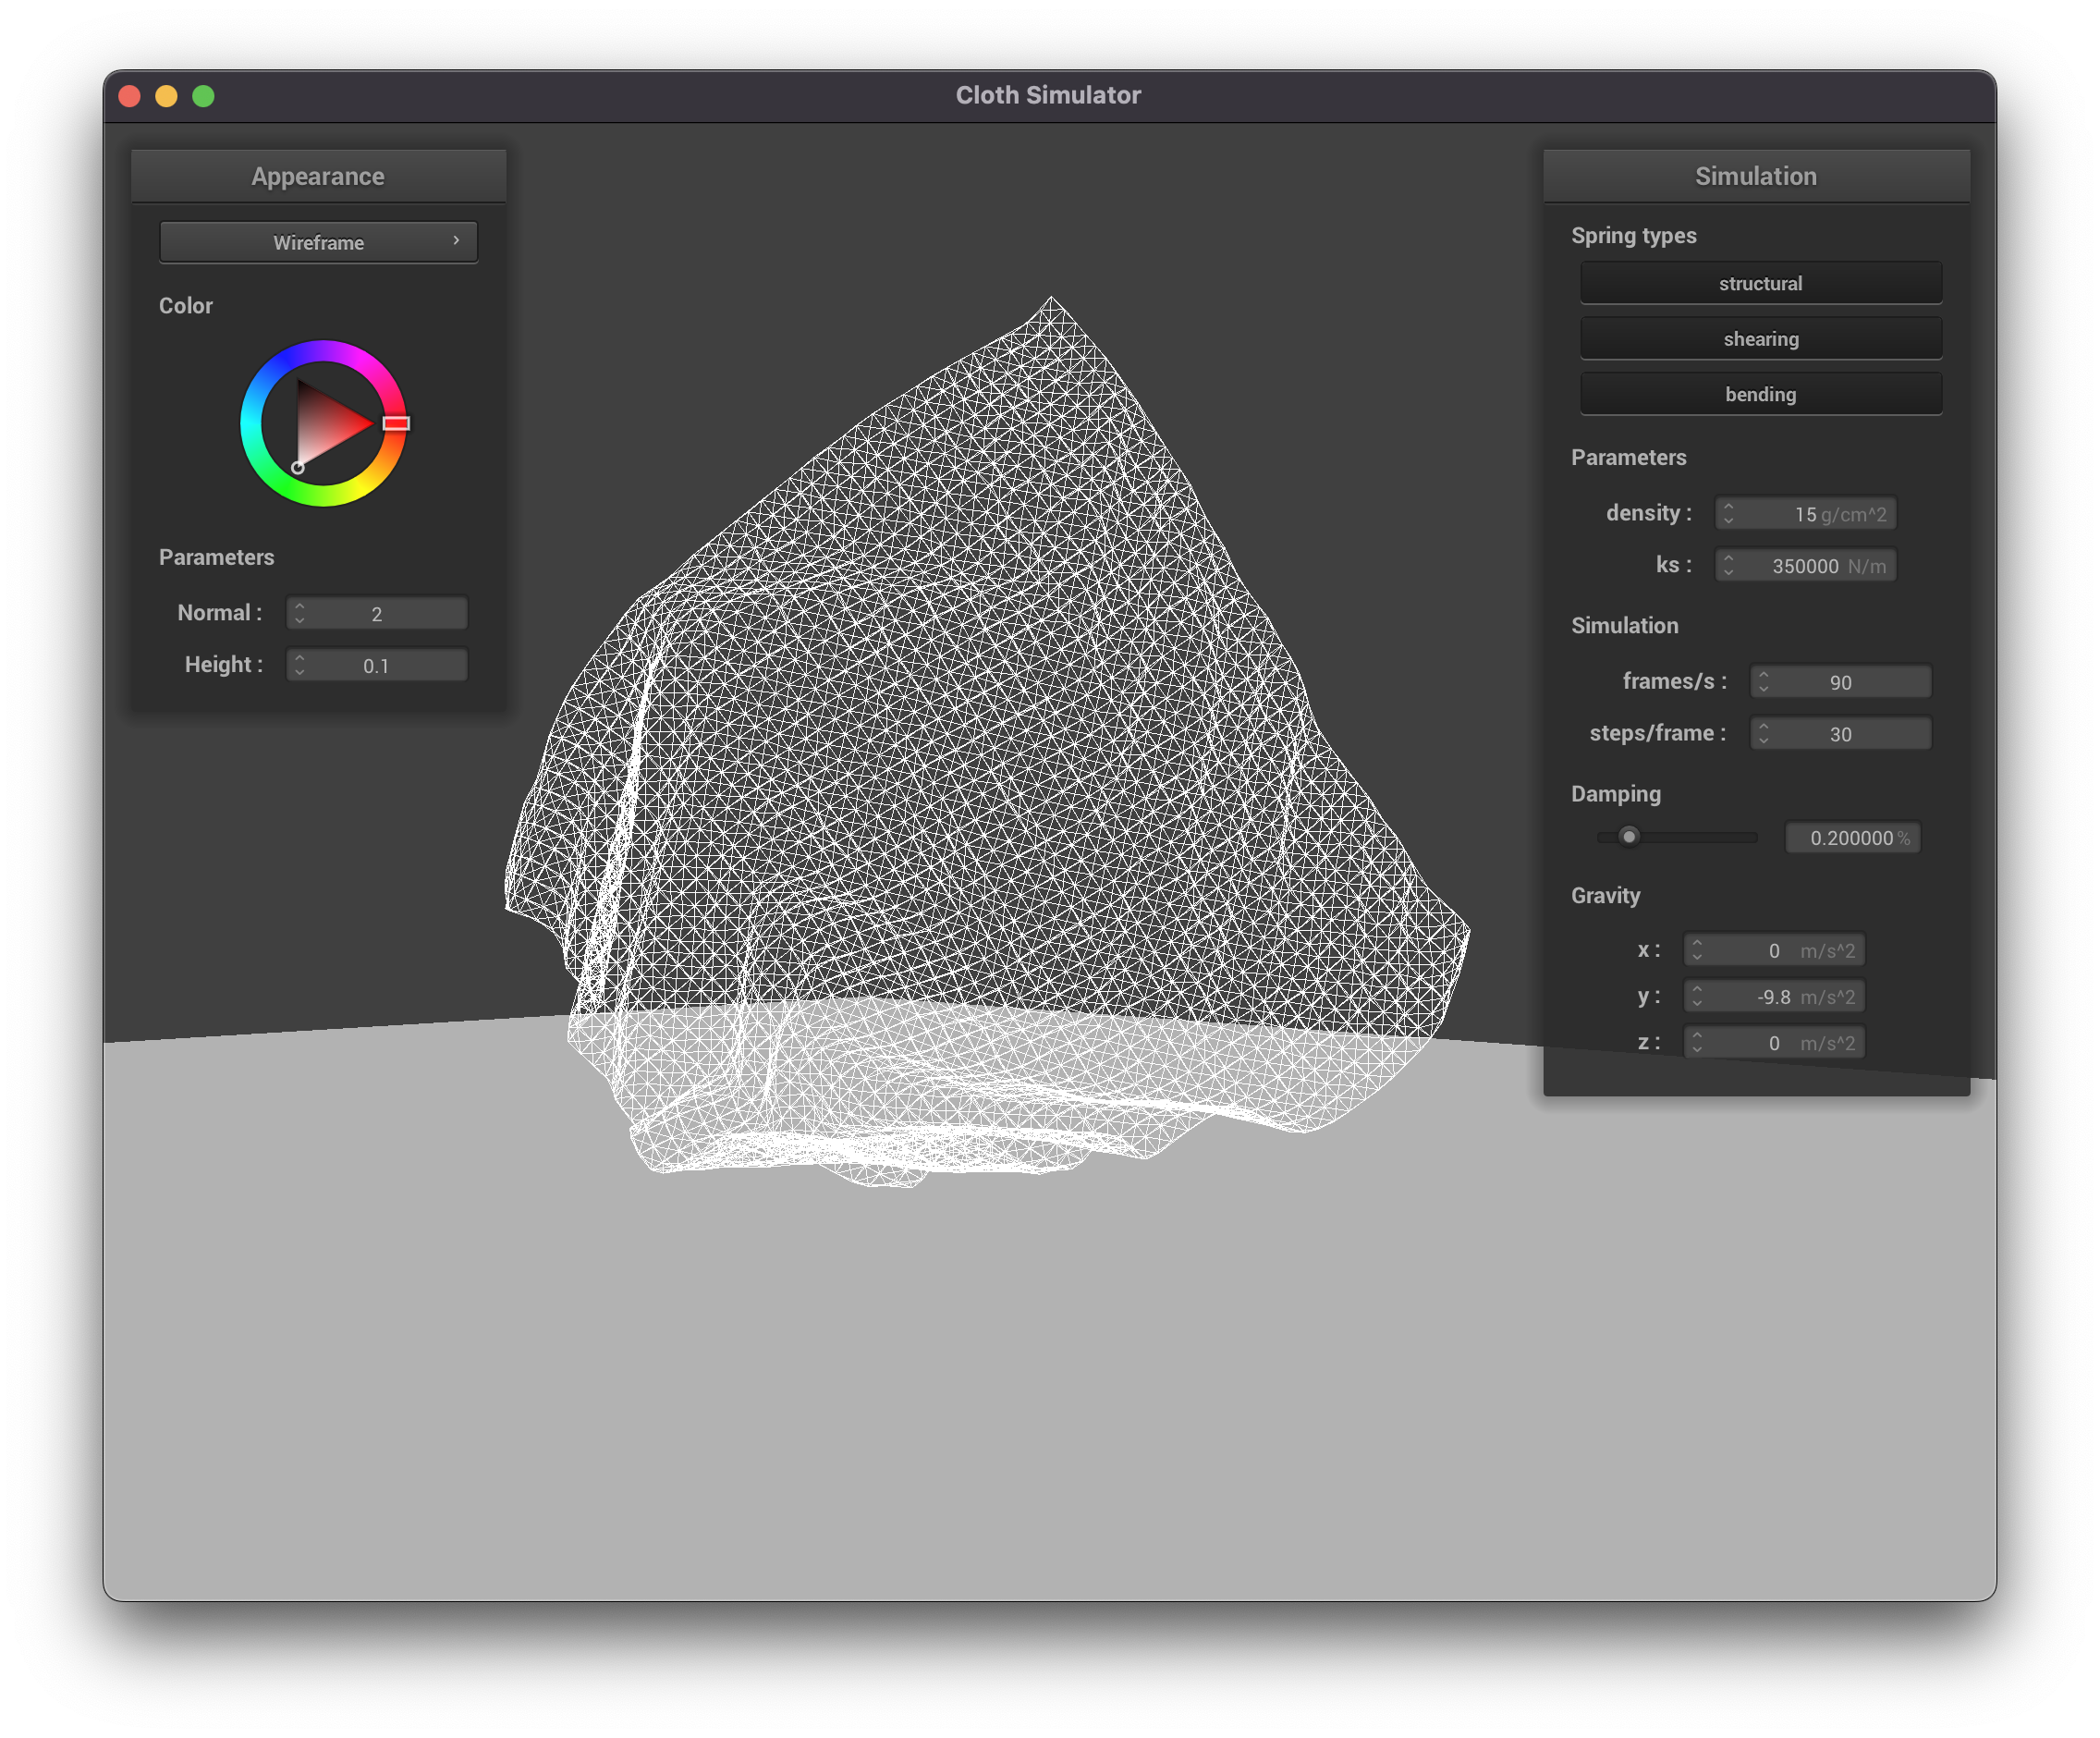 Cloth Simulator
Appearance
Wireframe
Color
Parameters
Normal : 2
Height : 0.1
Simulation
Spring types
structural
shearing
bending
Parameters
density : 15 g/cm^2
ks : 350000 N/m
Simulation
frames/s : 90
steps/frame : 30
Damping
0.200000 %
Gravity
x : 0 m/s^2
y : -9.8 m/s^2
z : 0 m/s^2